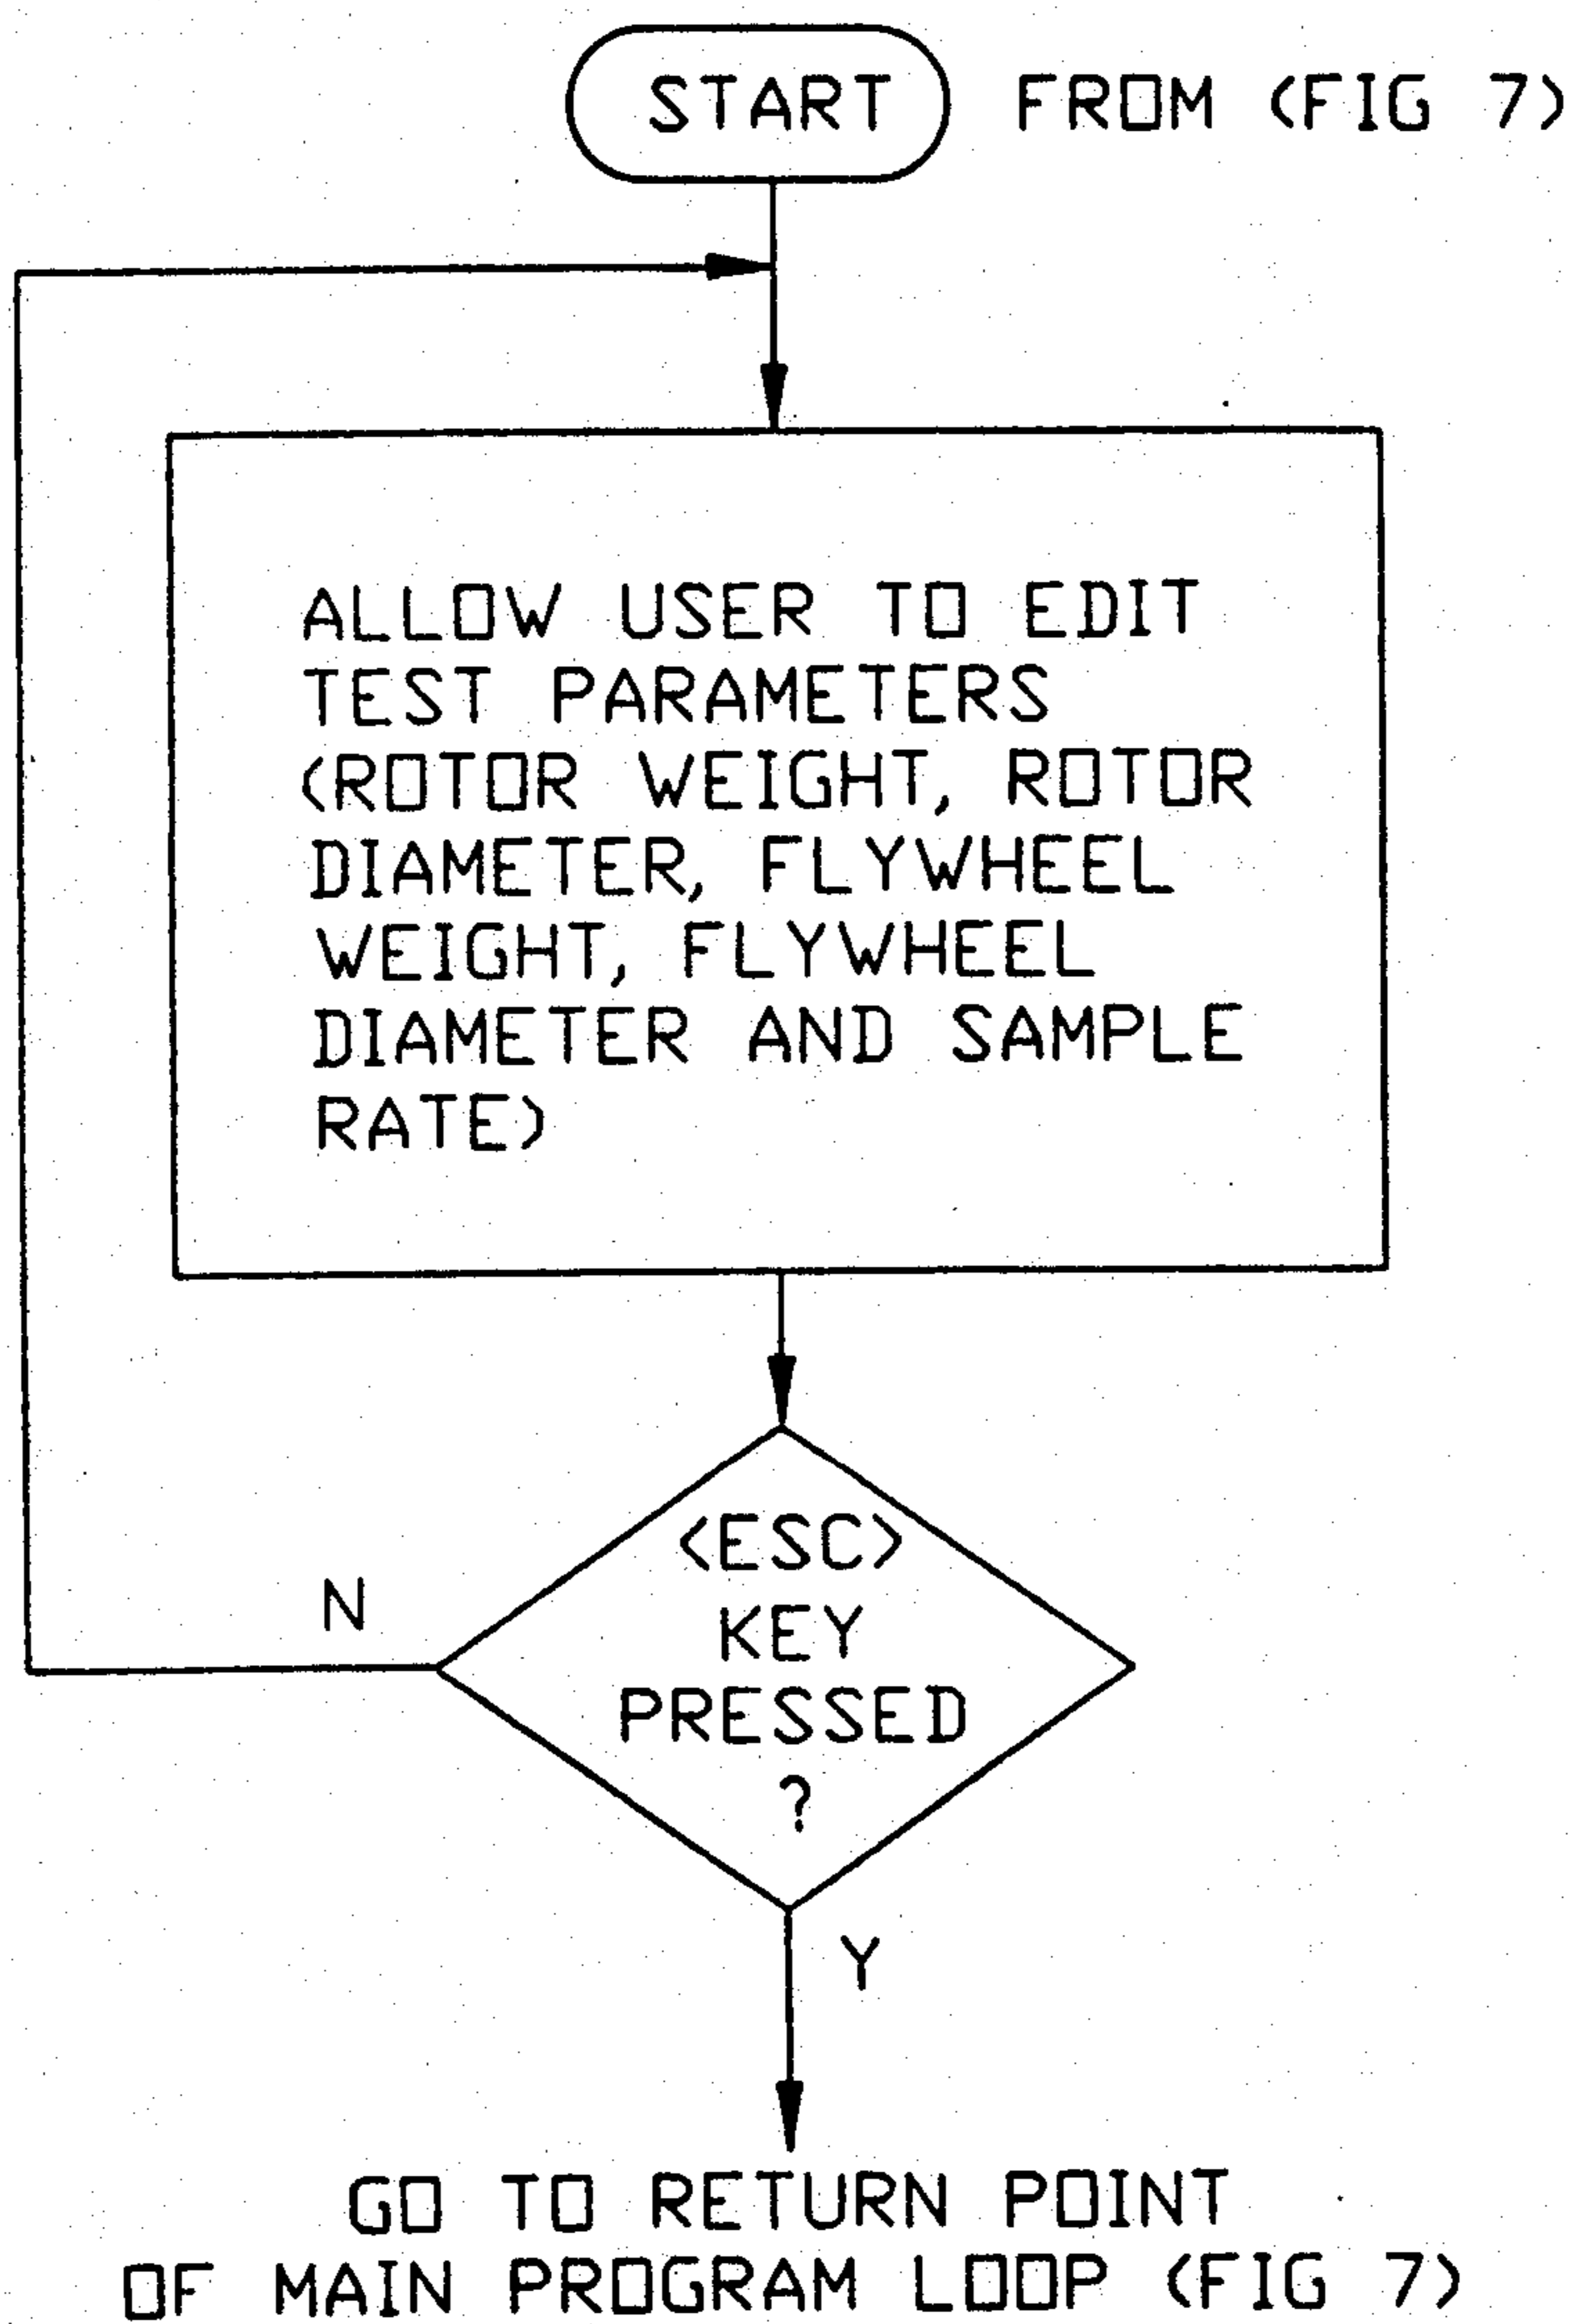 START FROM (FIG 7)
ALLOW USER TO EDIT
TEST PARAMETERS
(ROTOR WEIGHT, ROTOR
DIAMETER, FLYWHEEL
WEIGHT, FLYWHEEL
DIAMETER AND SAMPLE
RATE)
<ESC>
KEY
PRESSED
?
N
Y
GO TO RETURN POINT
OF MAIN PROGRAM LOOP (FIG 7)